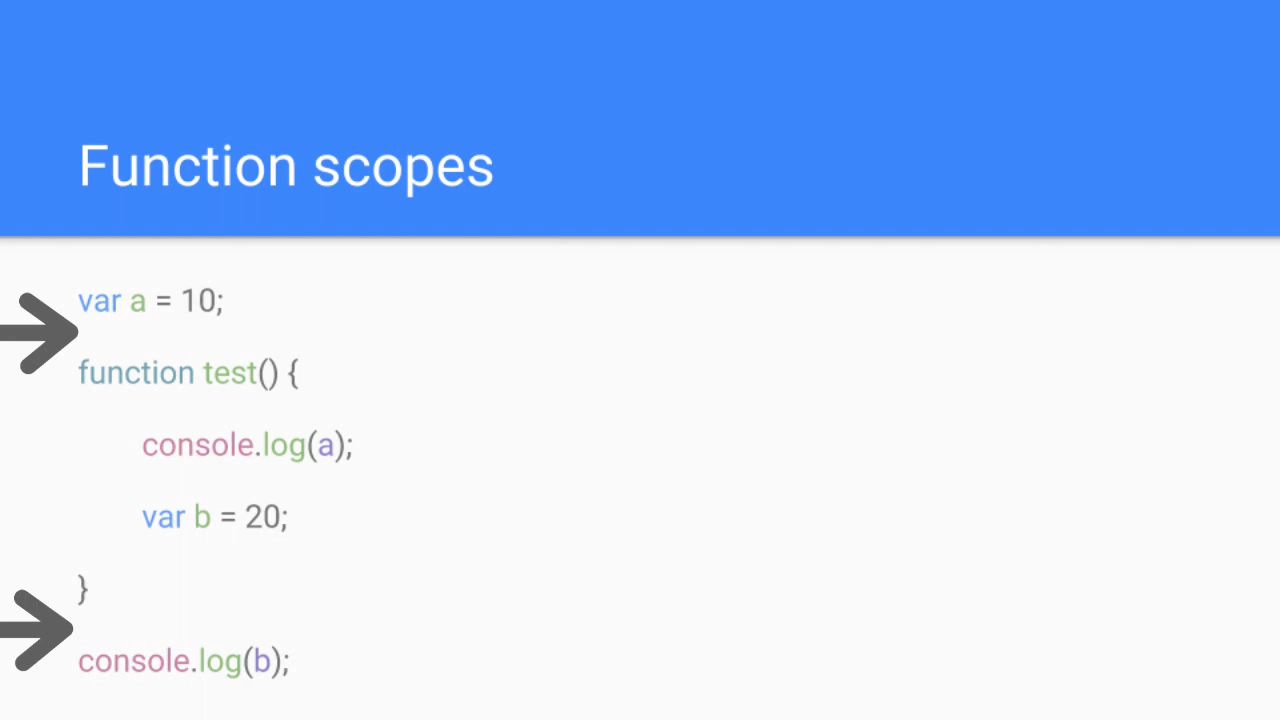 Function scopes
var a = 10;
function test() {
console.log(a);
var b = 20;
}
console.log(b);